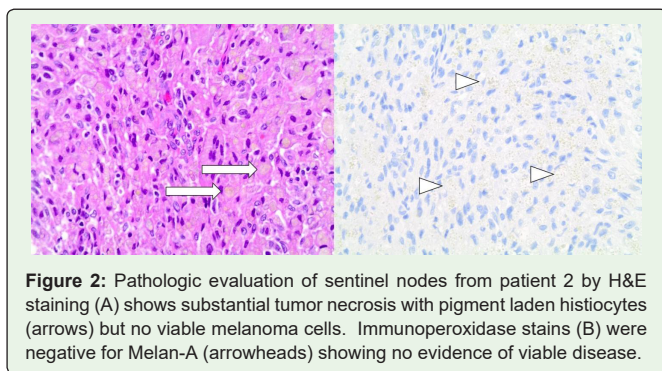 Figure 2: Pathologic evaluation of sentinel nodes from patient 2 by H&E
staining (A) shows substantial tumor necrosis with pigment laden histiocytes
(arrows) but no viable melanoma cells. Immunoperoxidase stains (B) were
negative for Melan-A (arrowheads) showing no evidence of viable disease.